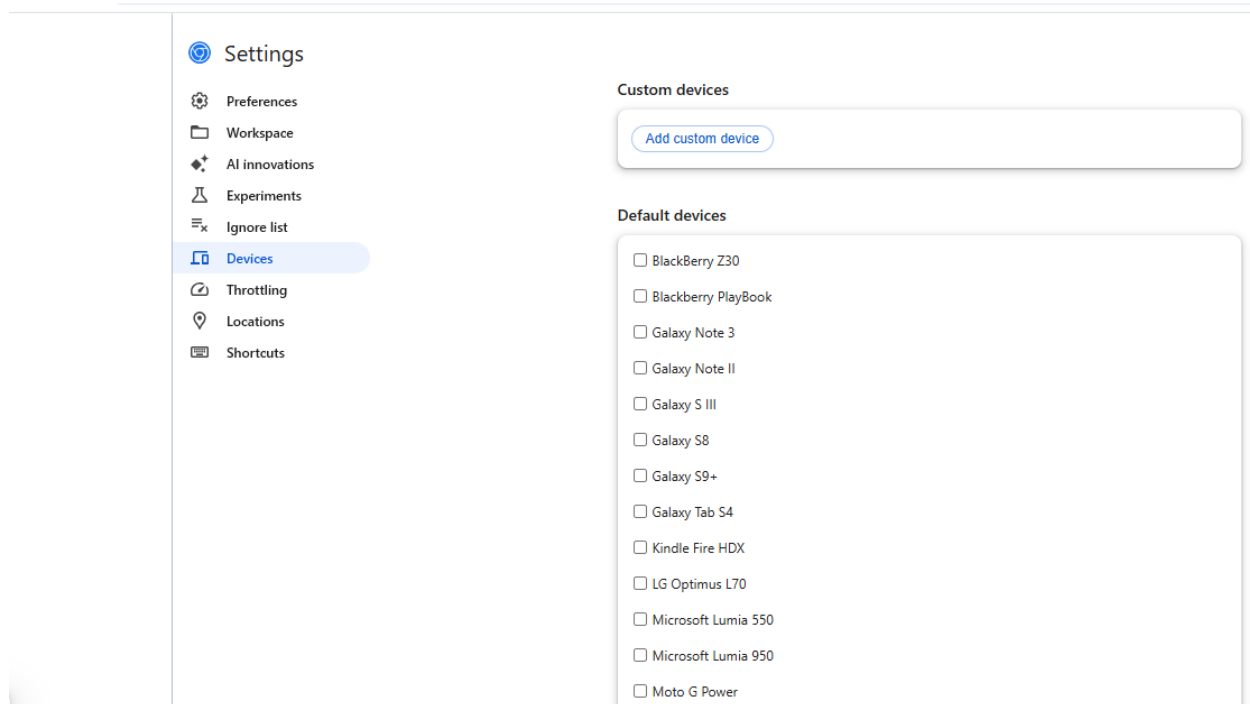 Settings
Preferences
Workspace
AI innovations
Experiments
Ignore list
Devices
Throttling
Locations
Shortcuts
Custom devices
Add custom device
Default devices
BlackBerry Z30
Blackberry PlayBook
Galaxy Note 3
Galaxy Note II
Galaxy S III
Galaxy S8
Galaxy S9+
Galaxy Tab S4
Kindle Fire HDX
LG Optimus L70
Microsoft Lumia 550
Microsoft Lumia 950
Moto G Power